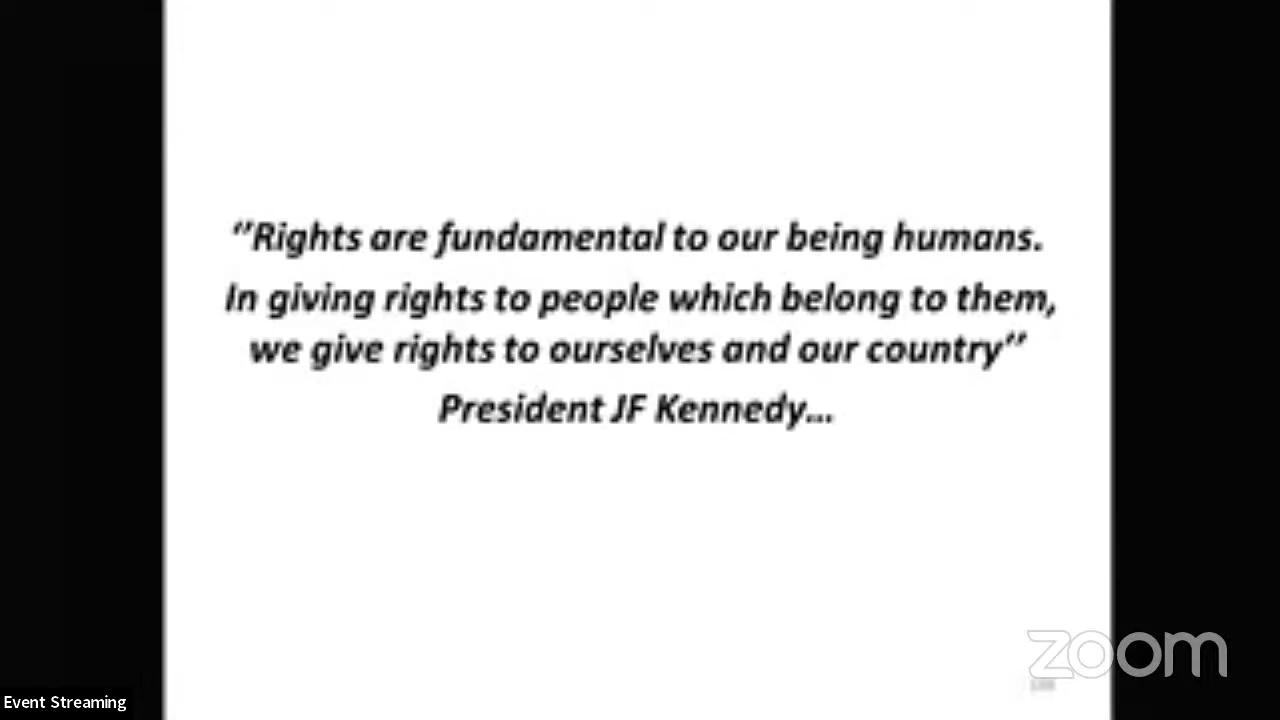 ‘‘Rights are fundamental to our being humans.
In giving rights to people which belong to them,
we give rights to ourselves and our country’’
President JF Kennedy...
zoom
Event Streaming